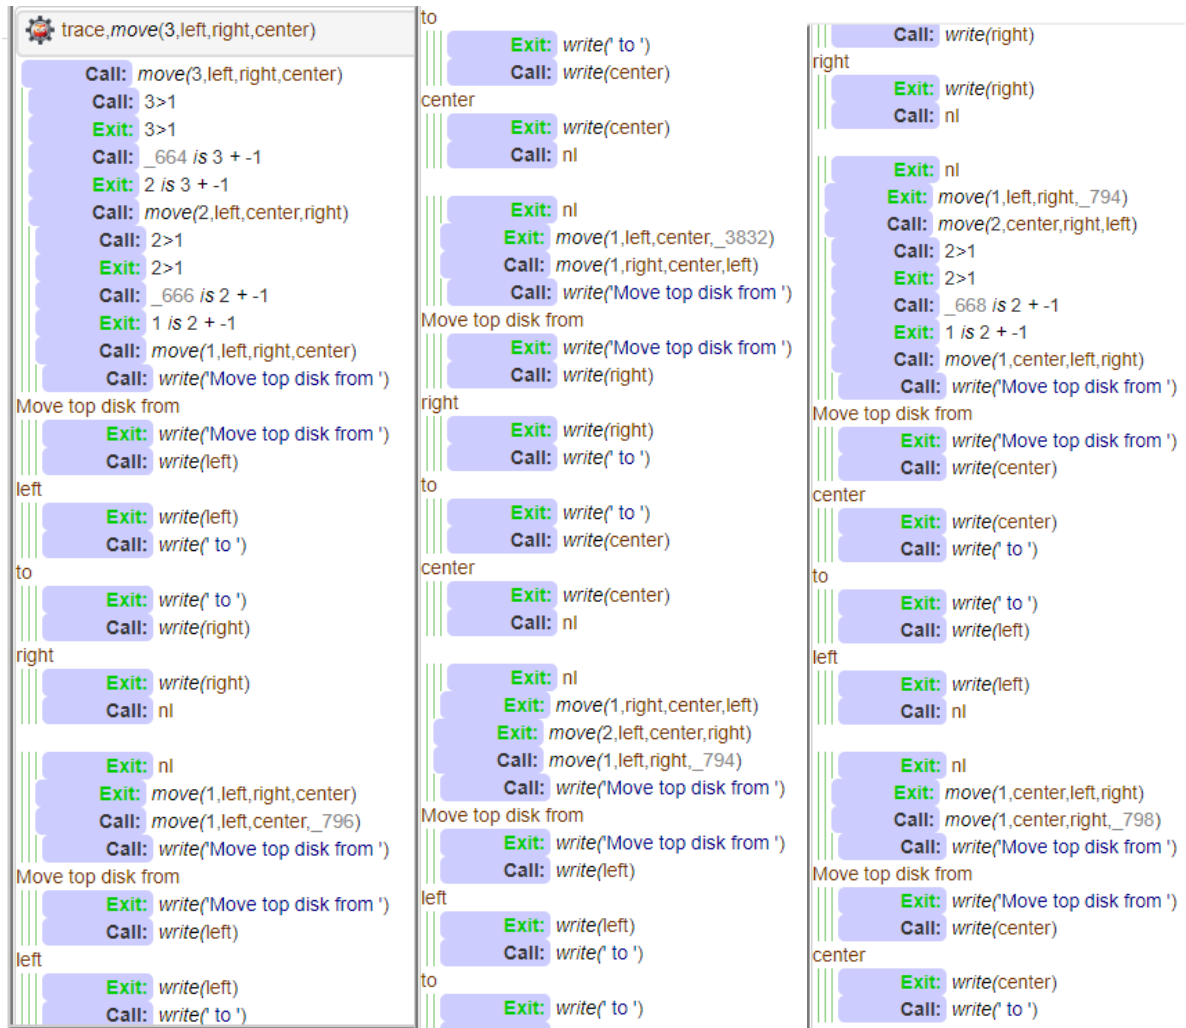 trace,move(3,left,right,center)
Call: move(3,left,right,center)
Call: 3>1
Exit: 3>1
Call: _664 is 3 + -1
Exit: 2 is 3 + -1
Call: move(2,left,center,right)
Call: 2>1
Exit: 2>1
Call: _666 is 2 + -1
Exit: 1 is 2 + -1
Call: move(1,left,right,center)
Call: write('Move top disk from ')
Move top disk from
Exit: write('Move top disk from ')
Call: write(left)
left
Exit: write(left)
Call: write(' to ')
to
Exit: write(' to ')
Call: write(right)
right
Exit: write(right)
Call: nl
Exit: nl
Exit: move(1,left,right,center)
Call: move(1,left,center,_796)
Call: write('Move top disk from ')
Move top disk from
Exit: write('Move top disk from ')
Call: write(left)
left
Exit: write(left)
Call: write(' to ')
to
Exit: write(' to ')
Call: write(center)
center
Exit: write(center)
Call: nl
Exit: nl
Exit: move(1,left,center,_3832)
Call: move(1,right,center,left)
Call: write('Move top disk from ')
Move top disk from
Exit: write('Move top disk from ')
Call: write(right)
right
Exit: write(right)
Call: write(' to ')
to
Exit: write(' to ')
Call: write(center)
center
Exit: write(center)
Call: nl
Exit: nl
Exit: move(1,right,center,left)
Exit: move(2,left,center,right)
Call: move(1,left,right,_794)
Call: write('Move top disk from ')
Move top disk from
Exit: write('Move top disk from ')
Call: write(left)
left
Exit: write(left)
Call: write(' to ')
to
Exit: write(' to ')
Call: write(right)
right
Exit: write(right)
Call: nl
Exit: nl
Exit: move(1,left,right,_794)
Call: move(2,center,right,left)
Call: 2>1
Exit: 2>1
Call: _668 is 2 + -1
Exit: 1 is 2 + -1
Call: move(1,center,left,right)
Call: write('Move top disk from ')
Move top disk from
Exit: write('Move top disk from ')
Call: write(center)
center
Exit: write(center)
Call: write(' to ')
to
Exit: write(' to ')
Call: write(left)
left
Exit: write(left)
Call: nl
Exit: nl
Exit: move(1,center,left,right)
Call: move(1,center,right,_798)
Call: write('Move top disk from ')
Move top disk from
Exit: write('Move top disk from ')
Call: write(center)
center
Exit: write(center)
Call: write(' to ')